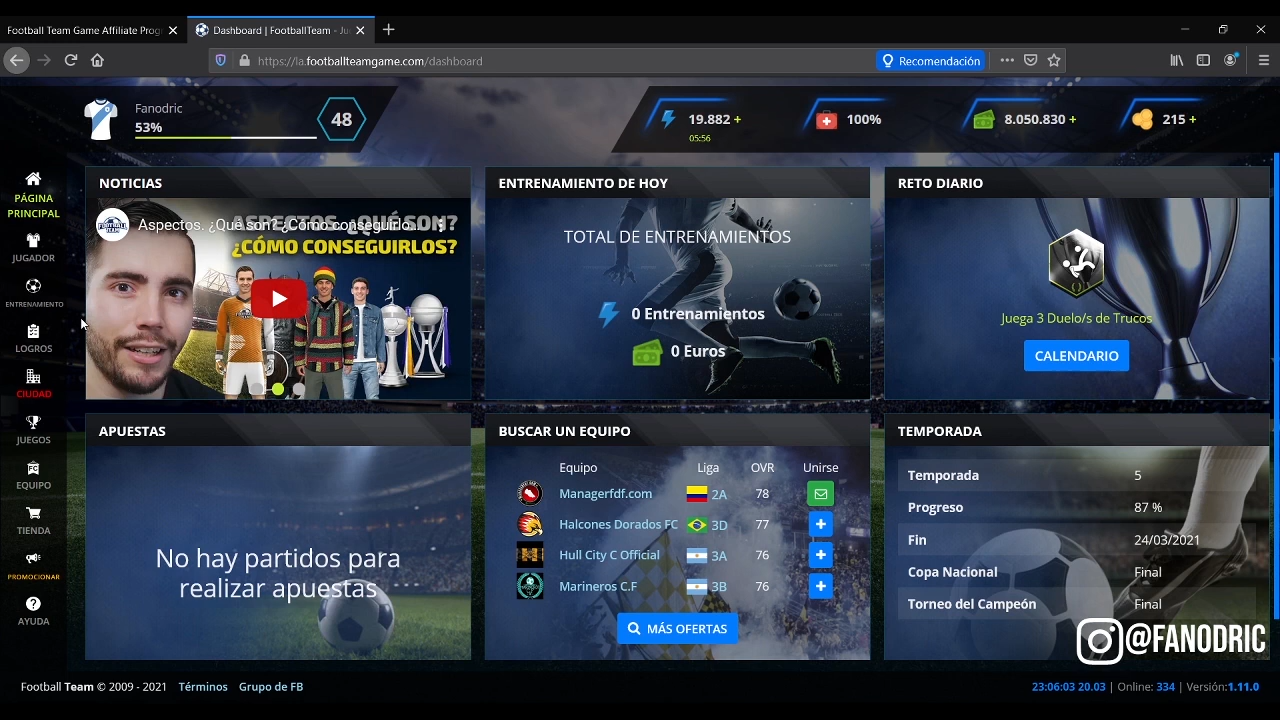 Football Team Game Affiliate Prog
Dashboard | FootballTeam - Ju
https://la.footballteamgame.com/dashboard
Recomendación
Fanodric
53%
48
19.882 +
05:56
100%
8.050.830 +
215 +
PÁGINA
PRINCIPAL
JUGADOR
ENTRENAMIENTO
LOGROS
CIUDAD
JUEGOS
EQUIPO
TIENDA
PROMOCIONAR
AYUDA
NOTICIAS
ASPECTOS. ¿QUÉ SON?
Aspectos. ¿Qué son? ¿Cómo conseguirlo...
¿CÓMO CONSEGUIRLOS?
ENTRENAMIENTO DE HOY
TOTAL DE ENTRENAMIENTOS
0 Entrenamientos
0 Euros
RETO DIARIO
Juega 3 Duelo/s de Trucos
CALENDARIO
APUESTAS
No hay partidos para
realizar apuestas
BUSCAR UN EQUIPO
Equipo Liga OVR Unirse
Managerfdf.com 2A 78
Halcones Dorados FC 3D 77
Hull City C Official 3A 76
Marineros C.F 3B 76
MÁS OFERTAS
TEMPORADA
Temporada 5
Progreso 87 %
Fin 24/03/2021
Copa Nacional Final
Torneo del Campeón Final
@FANODRIC
Football Team © 2009 - 2021 Términos Grupo de FB
23:06:03 20.03 | Online: 334 | Versión:1.11.0